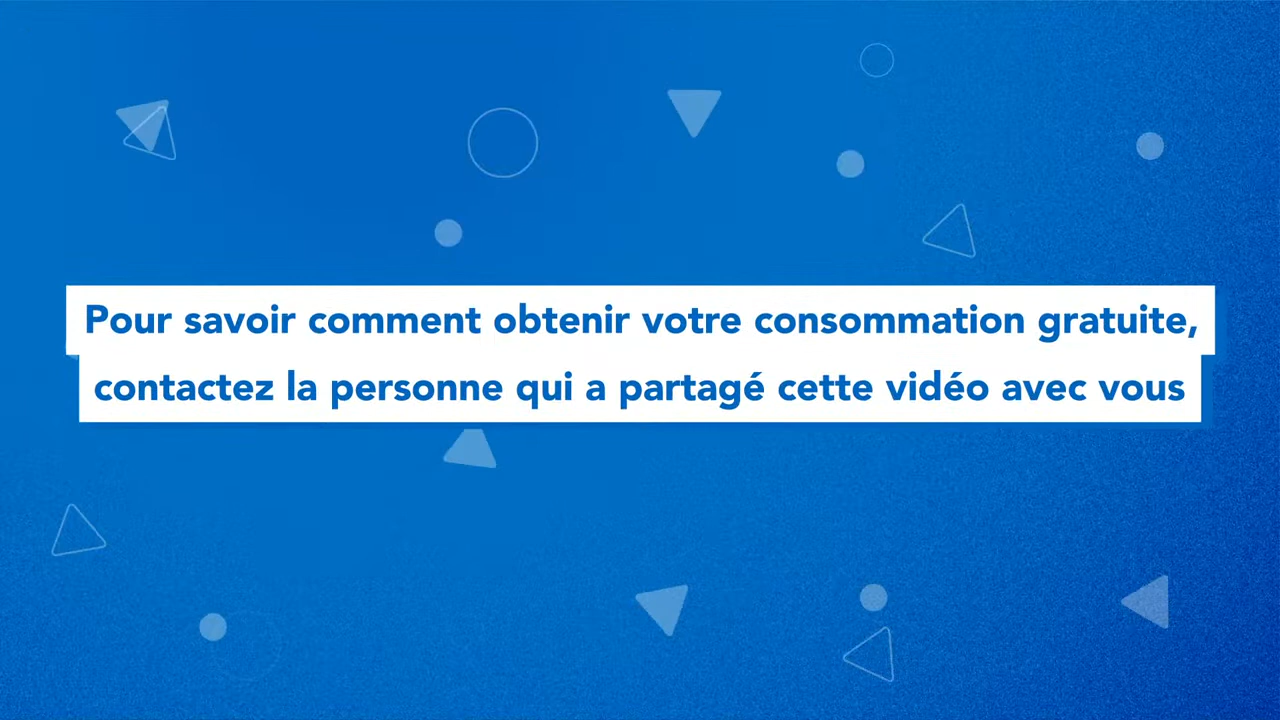 Pour savoir comment obtenir votre consommation gratuite,
contactez la personne qui a partagé cette vidéo avec vous